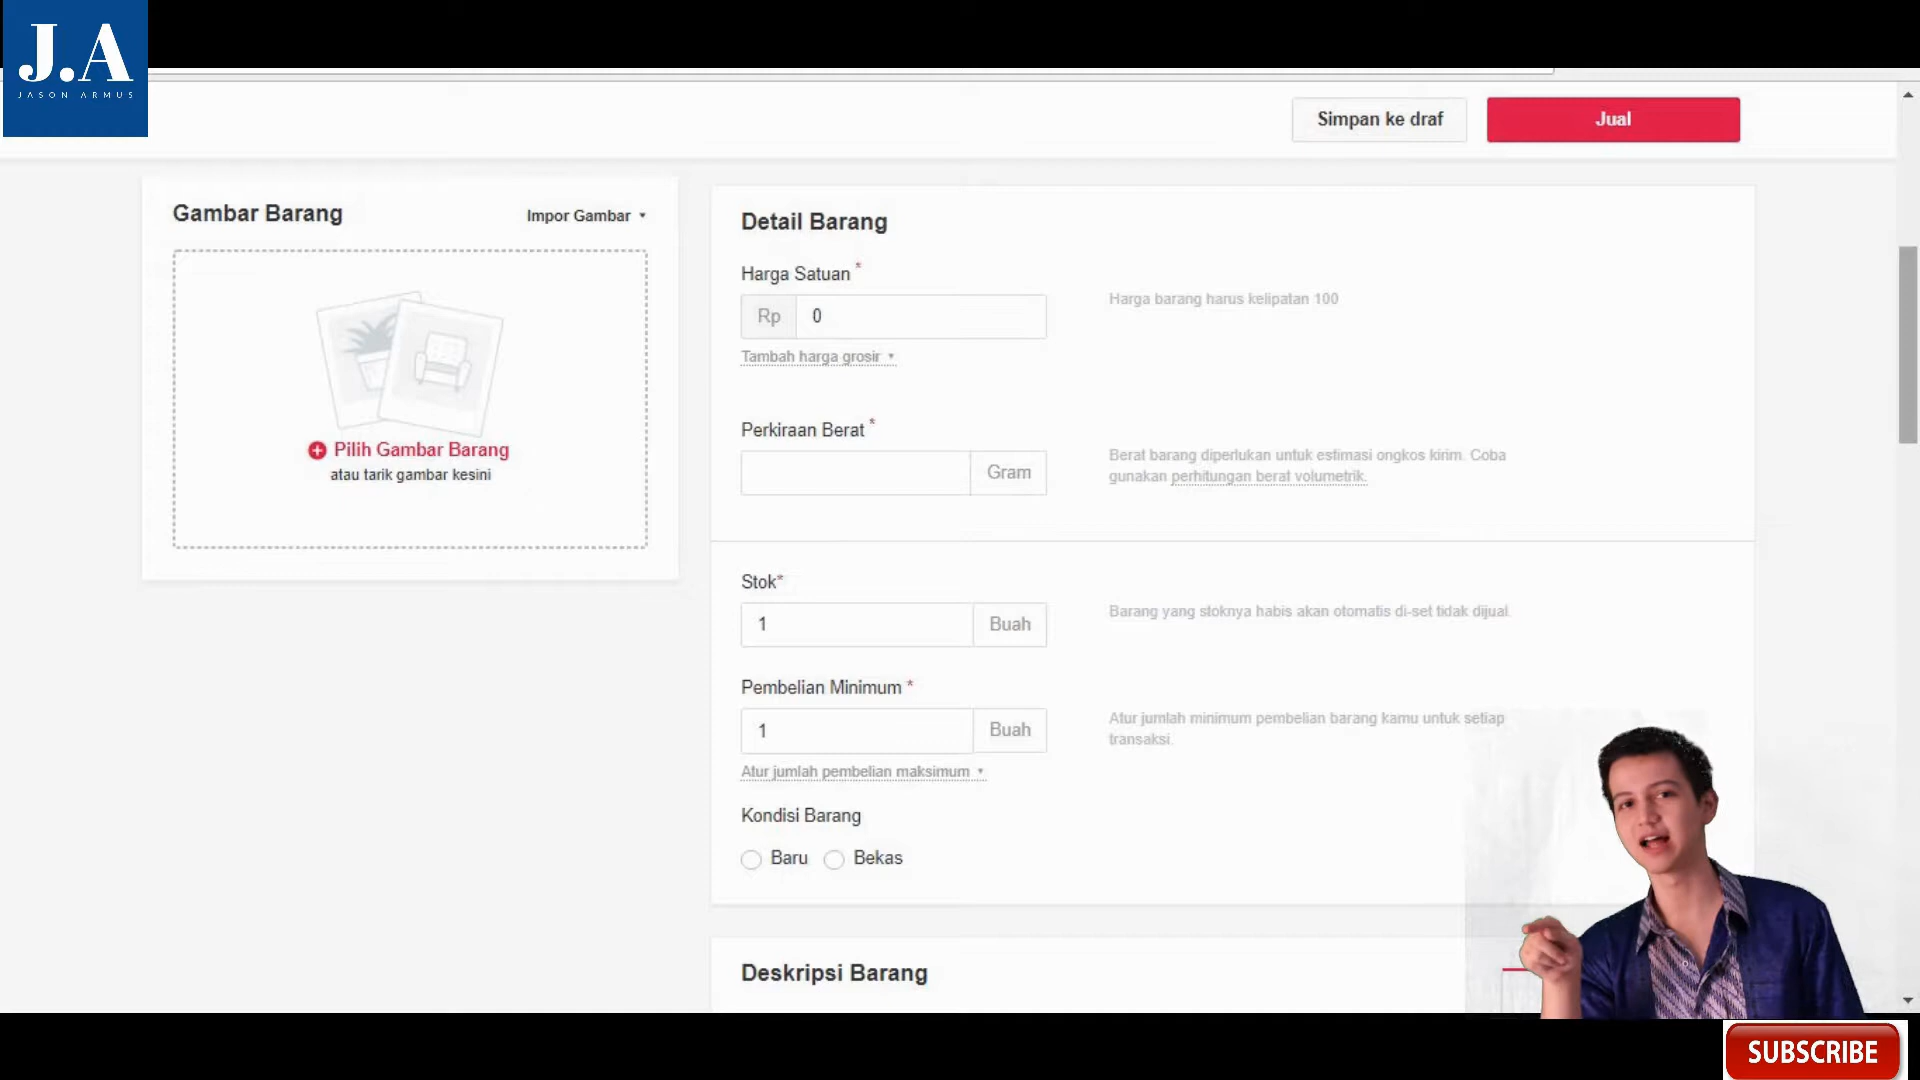 J.A
JASON ARMUS
Simpan ke draf
Jual
Gambar Barang
Impor Gambar
Pilih Gambar Barang
atau tarik gambar kesini
Detail Barang
Harga Satuan *
Rp 0
Harga barang harus kelipatan 100
Tambah harga grosir
Perkiraan Berat *
Gram
Berat barang diperlukan untuk estimasi ongkos kirim. Coba
gunakan perhitungan berat volumetrik.
Stok*
1 Buah
Barang yang stoknya habis akan otomatis di-set tidak dijual.
Pembelian Minimum *
1 Buah
Atur jumlah minimum pembelian barang kamu untuk setiap
transaksi.
Atur jumlah pembelian maksimum
Kondisi Barang
Baru Bekas
Deskripsi Barang
SUBSCRIBE